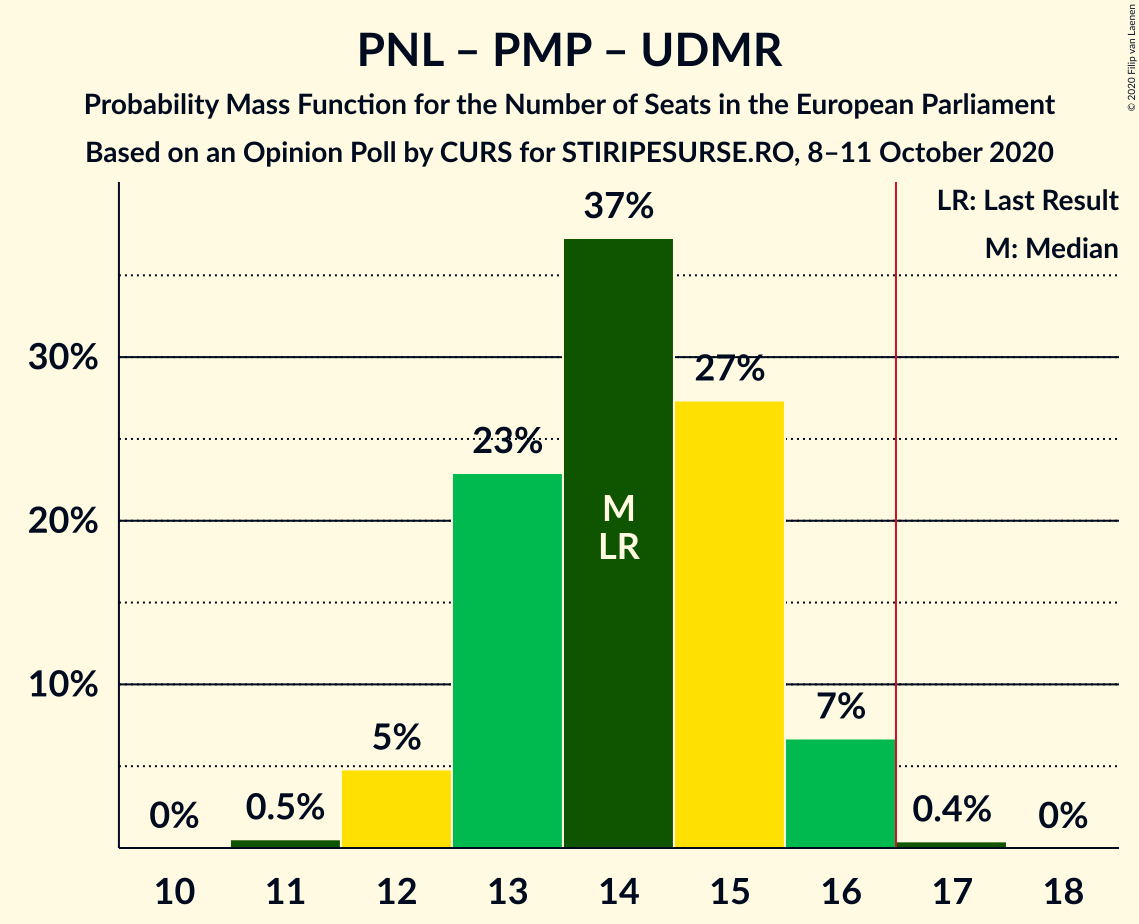 PNL – PMP – UDMR
Probability Mass Function for the Number of Seats in the European Parliament
Based on an Opinion Poll by CURS for STIRIPESURSE.RO, 8–11 October 2020
© 2020 Filip van Laenen
LR: Last Result
M: Median
37%
30%
27%
23%
20%
M
LR
10%
7%
5%
0%
0.5%
0.4%
0%
10 11 12 13 14 15 16 17 18